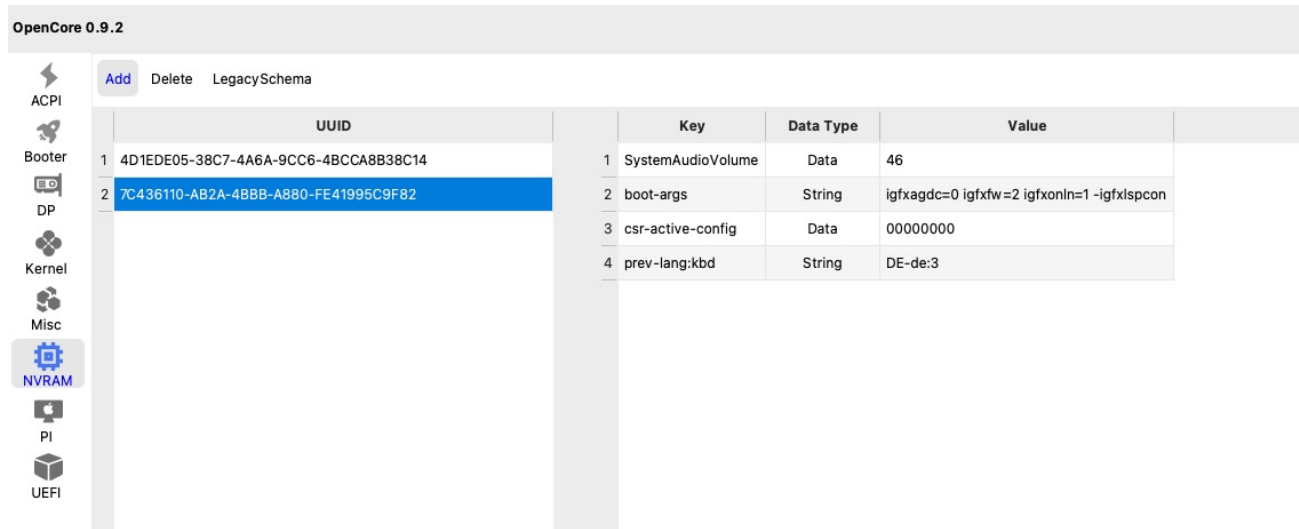 OpenCore 0.9.2
ACPI
Booter
DP
Kernel
Misc
NVRAM
PI
UEFI
Add Delete LegacySchema
UUID
1 4D1EDE05-38C7-4A6A-9CC6-4BCCA8B38C14
2 7C436110-AB2A-4BBB-A880-FE41995C9F82
Key Data Type Value
1 SystemAudioVolume Data 46
2 boot-args String igfxagdc=0 igfxfw=2 igfxonln=1 -igfxlspcon
3 csr-active-config Data 00000000
4 prev-lang:kbd String DE-de:3